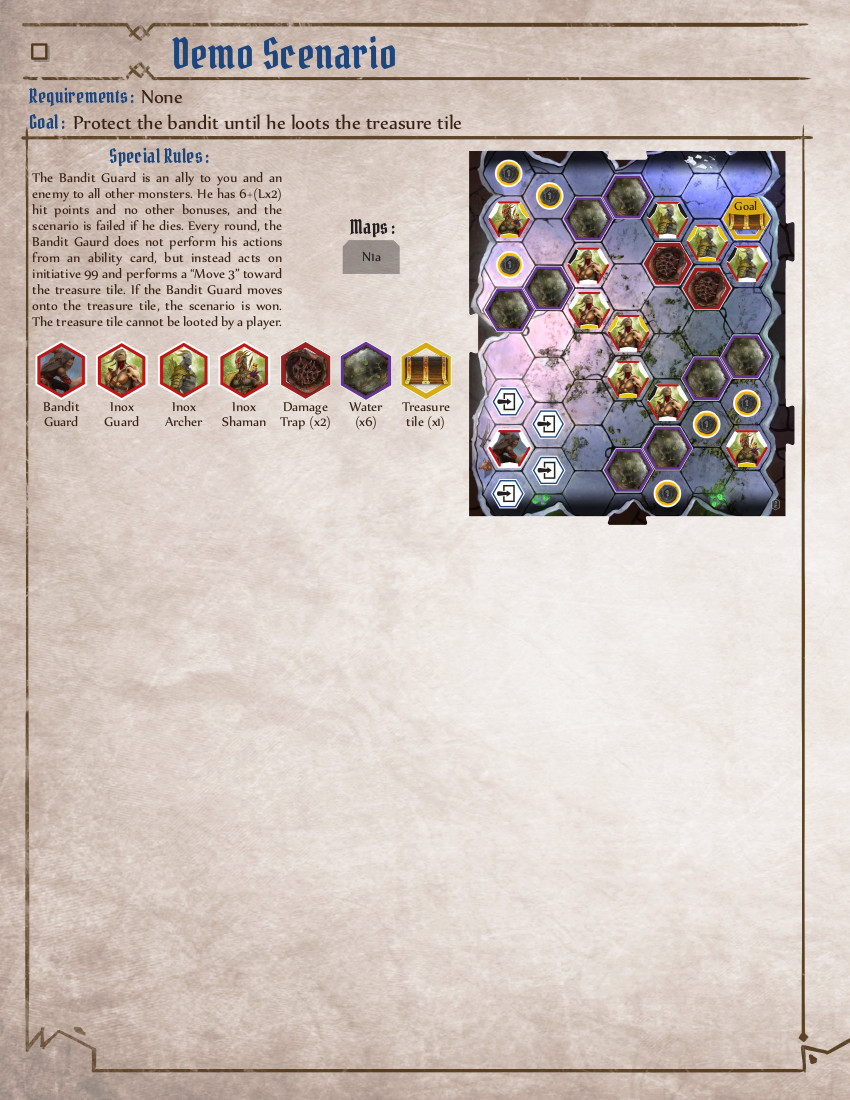 Demo Scenario
Requirements: None
Goal: Protect the bandit until he loots the treasure tile
Special Rules:
The Bandit Guard is an ally to you and an
enemy to all other monsters. He has 6+(Lx2)
hit points and no other bonuses, and the
scenario is failed if he dies. Every round, the
Bandit Gaurd does not perform his actions
from an ability card, but instead acts on
initiative 99 and performs a "Move 3" toward
the treasure tile. If the Bandit Guard moves
onto the treasure tile, the scenario is won.
The treasure tile cannot be looted by a player.
Maps:
N1a
Bandit
Guard
Inox
Guard
Inox
Archer
Inox
Shaman
Damage
Trap (x2)
Water
(x6)
Treasure
tile (x1)
Goal